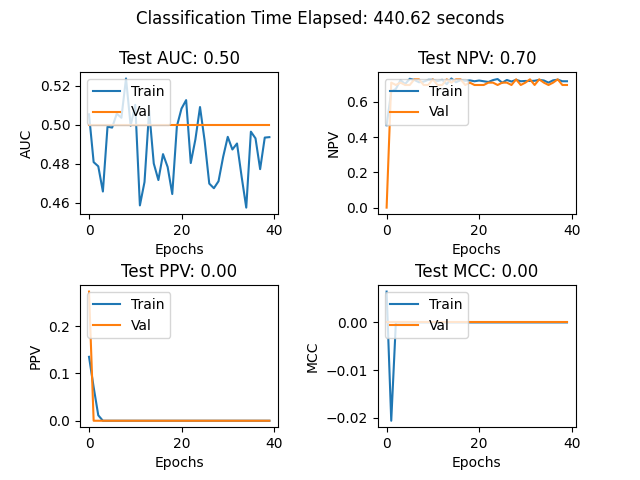 Classification Time Elapsed: 440.62 seconds
Test AUC: 0.50
Test NPV: 0.70
0.52
0.50
0.48
0.46
AUC
Train
Val
0 20 40
Epochs
0.6
0.4
0.2
0.0
NPV
Train
Val
0 20 40
Epochs
Test PPV: 0.00
Test MCC: 0.00
0.2
0.1
0.0
PPV
Train
Val
0 20 40
Epochs
0.00
−0.01
−0.02
MCC
Train
Val
0 20 40
Epochs